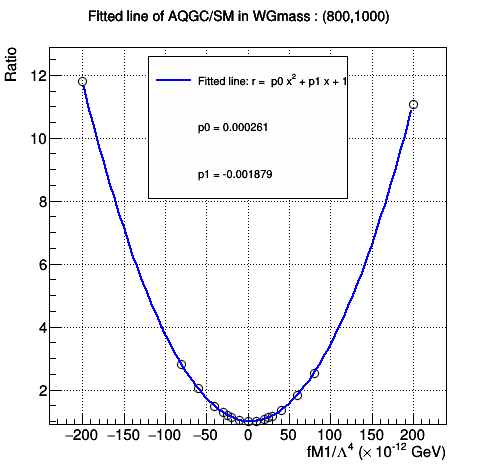 FItted line of AQGC/SM in WGmass : (800,1000)
Ratio
Fitted line: r = p0 x² + p1 x + 1
p0 = 0.000261
p1 = -0.001879
12
10
8
6
4
2
−200 −150 −100 −50 0 50 100 150 200
fM1/Λ⁴ (× 10⁻¹² GeV)